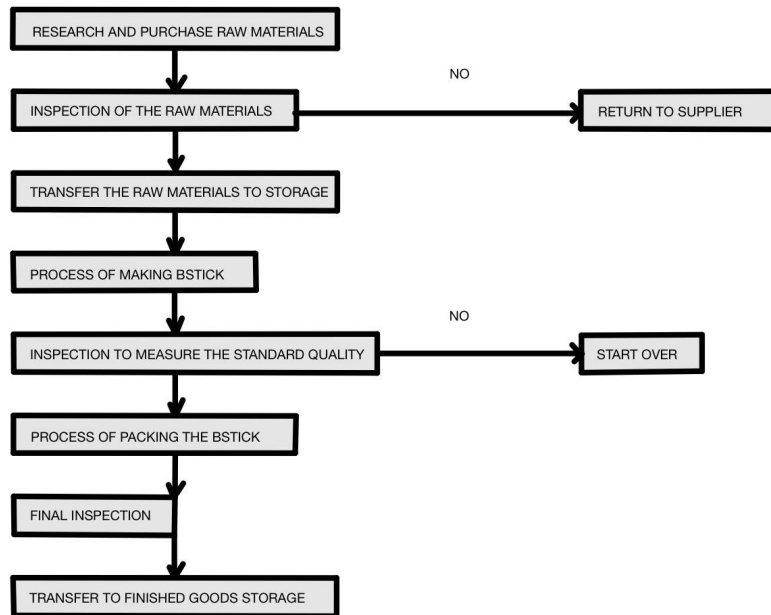 RESEARCH AND PURCHASE RAW MATERIALS
NO
INSPECTION OF THE RAW MATERIALS
RETURN TO SUPPLIER
TRANSFER THE RAW MATERIALS TO STORAGE
PROCESS OF MAKING BSTICK
NO
INSPECTION TO MEASURE THE STANDARD QUALITY
START OVER
PROCESS OF PACKING THE BSTICK
FINAL INSPECTION
TRANSFER TO FINISHED GOODS STORAGE